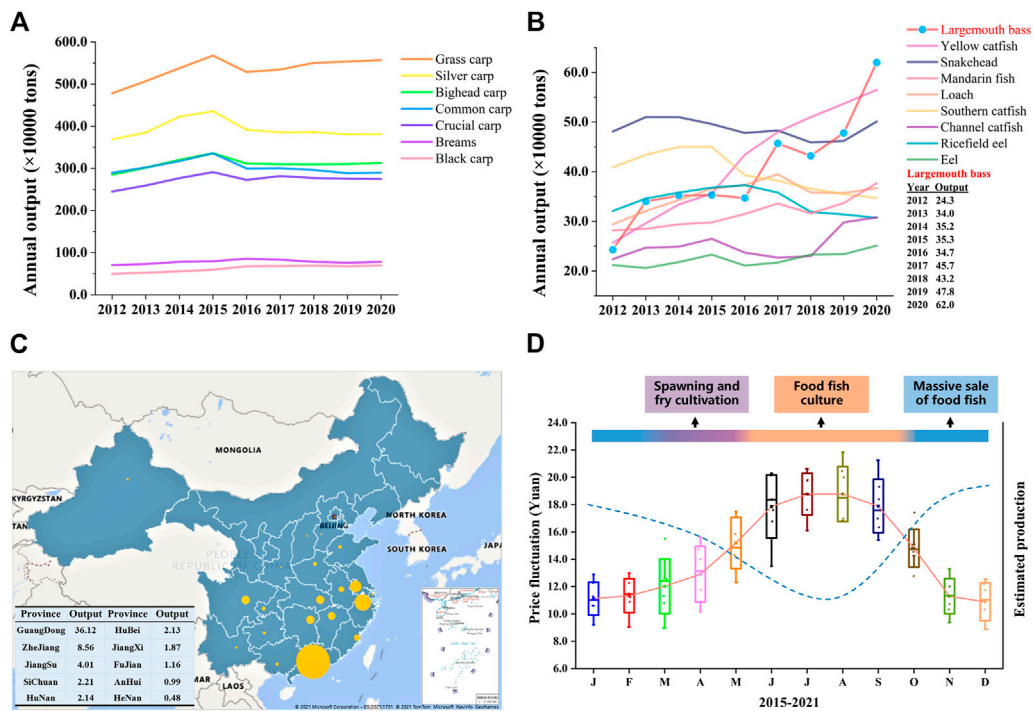 A
Annual output (×10000 tons)
600.0
500.0
400.0
300.0
200.0
100.0
0.0
2012 2013 2014 2015 2016 2017 2018 2019 2020
Grass carp
Silver carp
Bighead carp
Common carp
Crucial carp
Breams
Black carp
B
Annual output (×10000 tons)
60.0
50.0
40.0
30.0
20.0
2012 2013 2014 2015 2016 2017 2018 2019 2020
Largemouth bass
Yellow catfish
Snakehead
Mandarin fish
Loach
Southern catfish
Channel catfish
Ricefield eel
Eel
Largemouth bass
Year Output
2012 24.3
2013 34.0
2014 35.2
2015 35.3
2016 34.7
2017 45.7
2018 43.2
2019 47.8
2020 62.0
C
MONGOLIA
KYRGYZSTAN
TAN
BEIJING
NORTH KOREA
SOUTH KOREA
JAPA
PEOPLE'S
REPUBLIC OF CHINA
MAR
LAOS
Province Output Province Output
GuangDong 36.12 HuBei 2.13
ZheJiang 8.56 JiangXi 1.87
JiangSu 4.01 FuJian 1.16
SiChuan 2.21 AnHui 0.99
HuNan 2.14 HeNan 0.48
© 2021 TomTom
D
Spawning and
fry cultivation
Food fish
culture
Massive sale
of food fish
Price fluctuation (Yuan)
24.0
22.0
20.0
18.0
16.0
14.0
12.0
10.0
8.0
6.0
J F M A M J J A S O N D
2015-2021
Estimated production